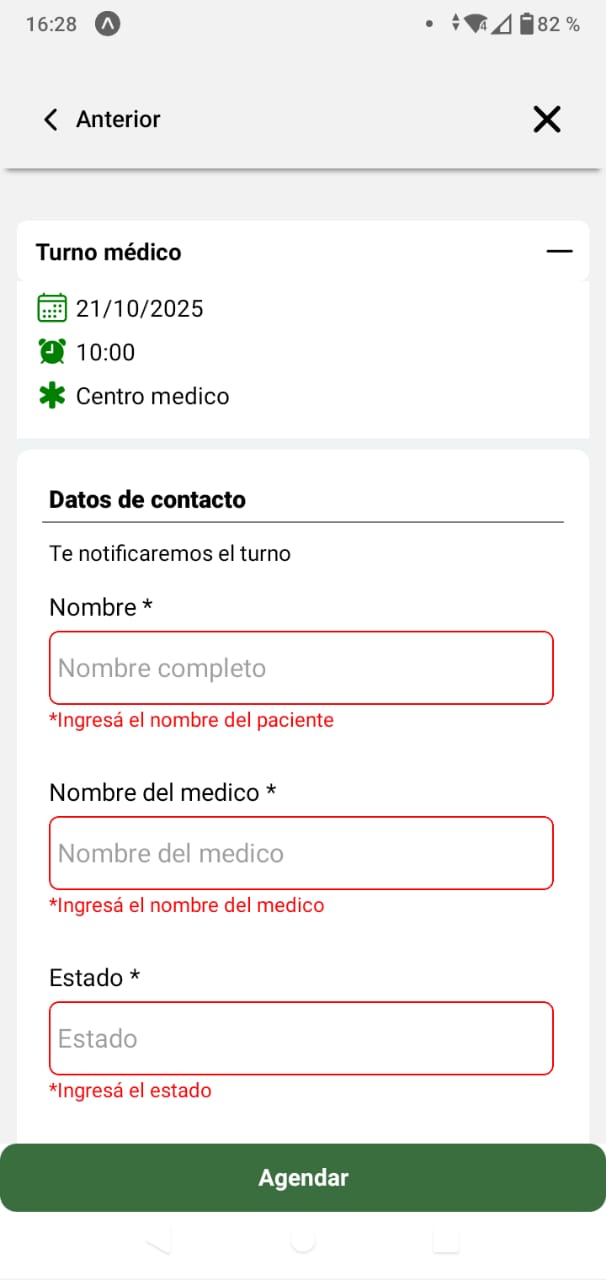 16:28
4
82 %
Anterior
Turno médico
21/10/2025
10:00
Centro medico
Datos de contacto
Te notificaremos el turno
Nombre *
Nombre completo
*Ingresá el nombre del paciente
Nombre del medico *
Nombre del medico
*Ingresá el nombre del medico
Estado *
Estado
*Ingresá el estado
Agendar